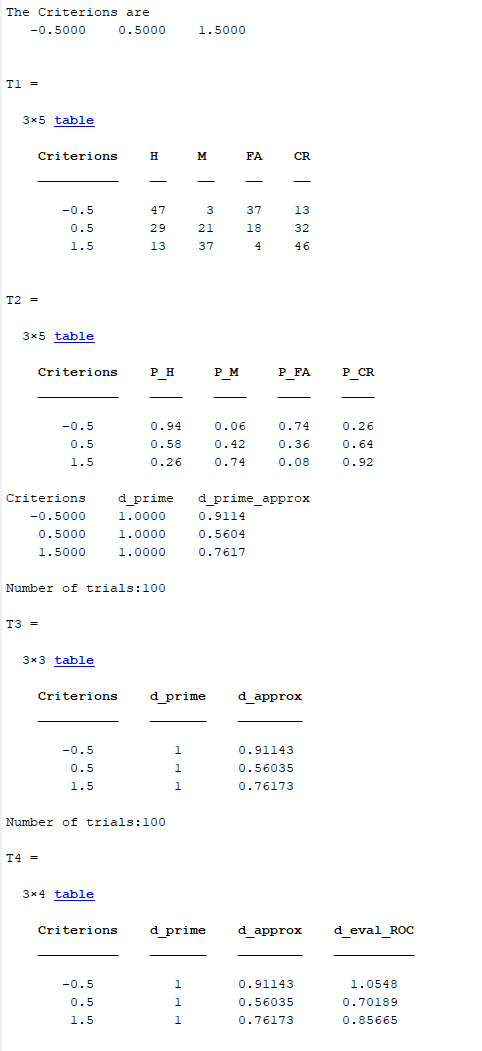 The Criterions are
-0.5000 0.5000 1.5000
T1 =
3×5 table
Criterions H M FA CR
-0.5 47 3 37 13
0.5 29 21 18 32
1.5 13 37 4 46
T2 =
3×5 table
Criterions P_H P_M P_FA P_CR
-0.5 0.94 0.06 0.74 0.26
0.5 0.58 0.42 0.36 0.64
1.5 0.26 0.74 0.08 0.92
Criterions d_prime d_prime_approx
-0.5000 1.0000 0.9114
0.5000 1.0000 0.5604
1.5000 1.0000 0.7617
Number of trials:100
T3 =
3×3 table
Criterions d_prime d_approx
-0.5 1 0.91143
0.5 1 0.56035
1.5 1 0.76173
Number of trials:100
T4 =
3×4 table
Criterions d_prime d_approx d_eval_ROC
-0.5 1 0.91143 1.0548
0.5 1 0.56035 0.70189
1.5 1 0.76173 0.85665